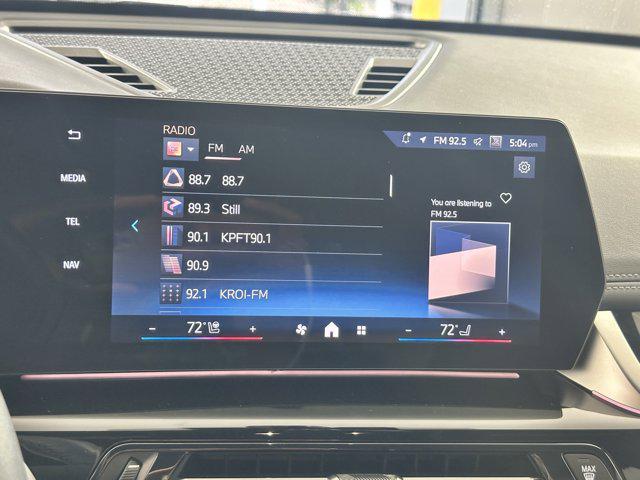 RADIO
FM AM
FM 92.5 5:04 pm
MEDIA
TEL
NAV
88.7 88.7
89.3 Still
90.1 KPFT90.1
90.9
92.1 KROI-FM
You are listening to
FM 92.5
- 72° +
- 72° +
MAX